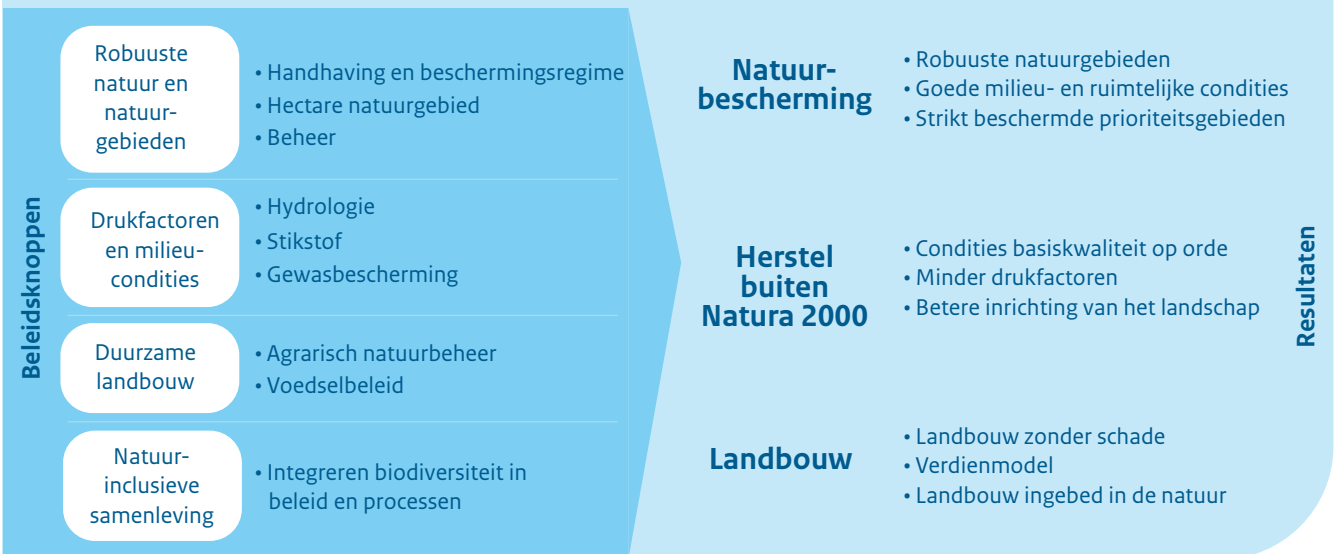 Beleidsknoppen
Robuuste
natuur en
natuur-
gebieden
• Handhaving en beschermingsregime
• Hectare natuurgebied
• Beheer
Drukfactoren
en milieu-
condities
• Hydrologie
• Stikstof
• Gewasbescherming
Duurzame
landbouw
• Agrarisch natuurbeheer
• Voedselbeleid
Natuur-
inclusieve
samenleving
• Integreren biodiversiteit in
beleid en processen
Natuur-
bescherming
• Robuuste natuurgebieden
• Goede milieu- en ruimtelijke condities
• Strikt beschermde prioriteitsgebieden
Herstel
buiten
Natura 2000
• Condities basiskwaliteit op orde
• Minder drukfactoren
• Betere inrichting van het landschap
Landbouw
• Landbouw zonder schade
• Verdienmodel
• Landbouw ingebed in de natuur
Resultaten